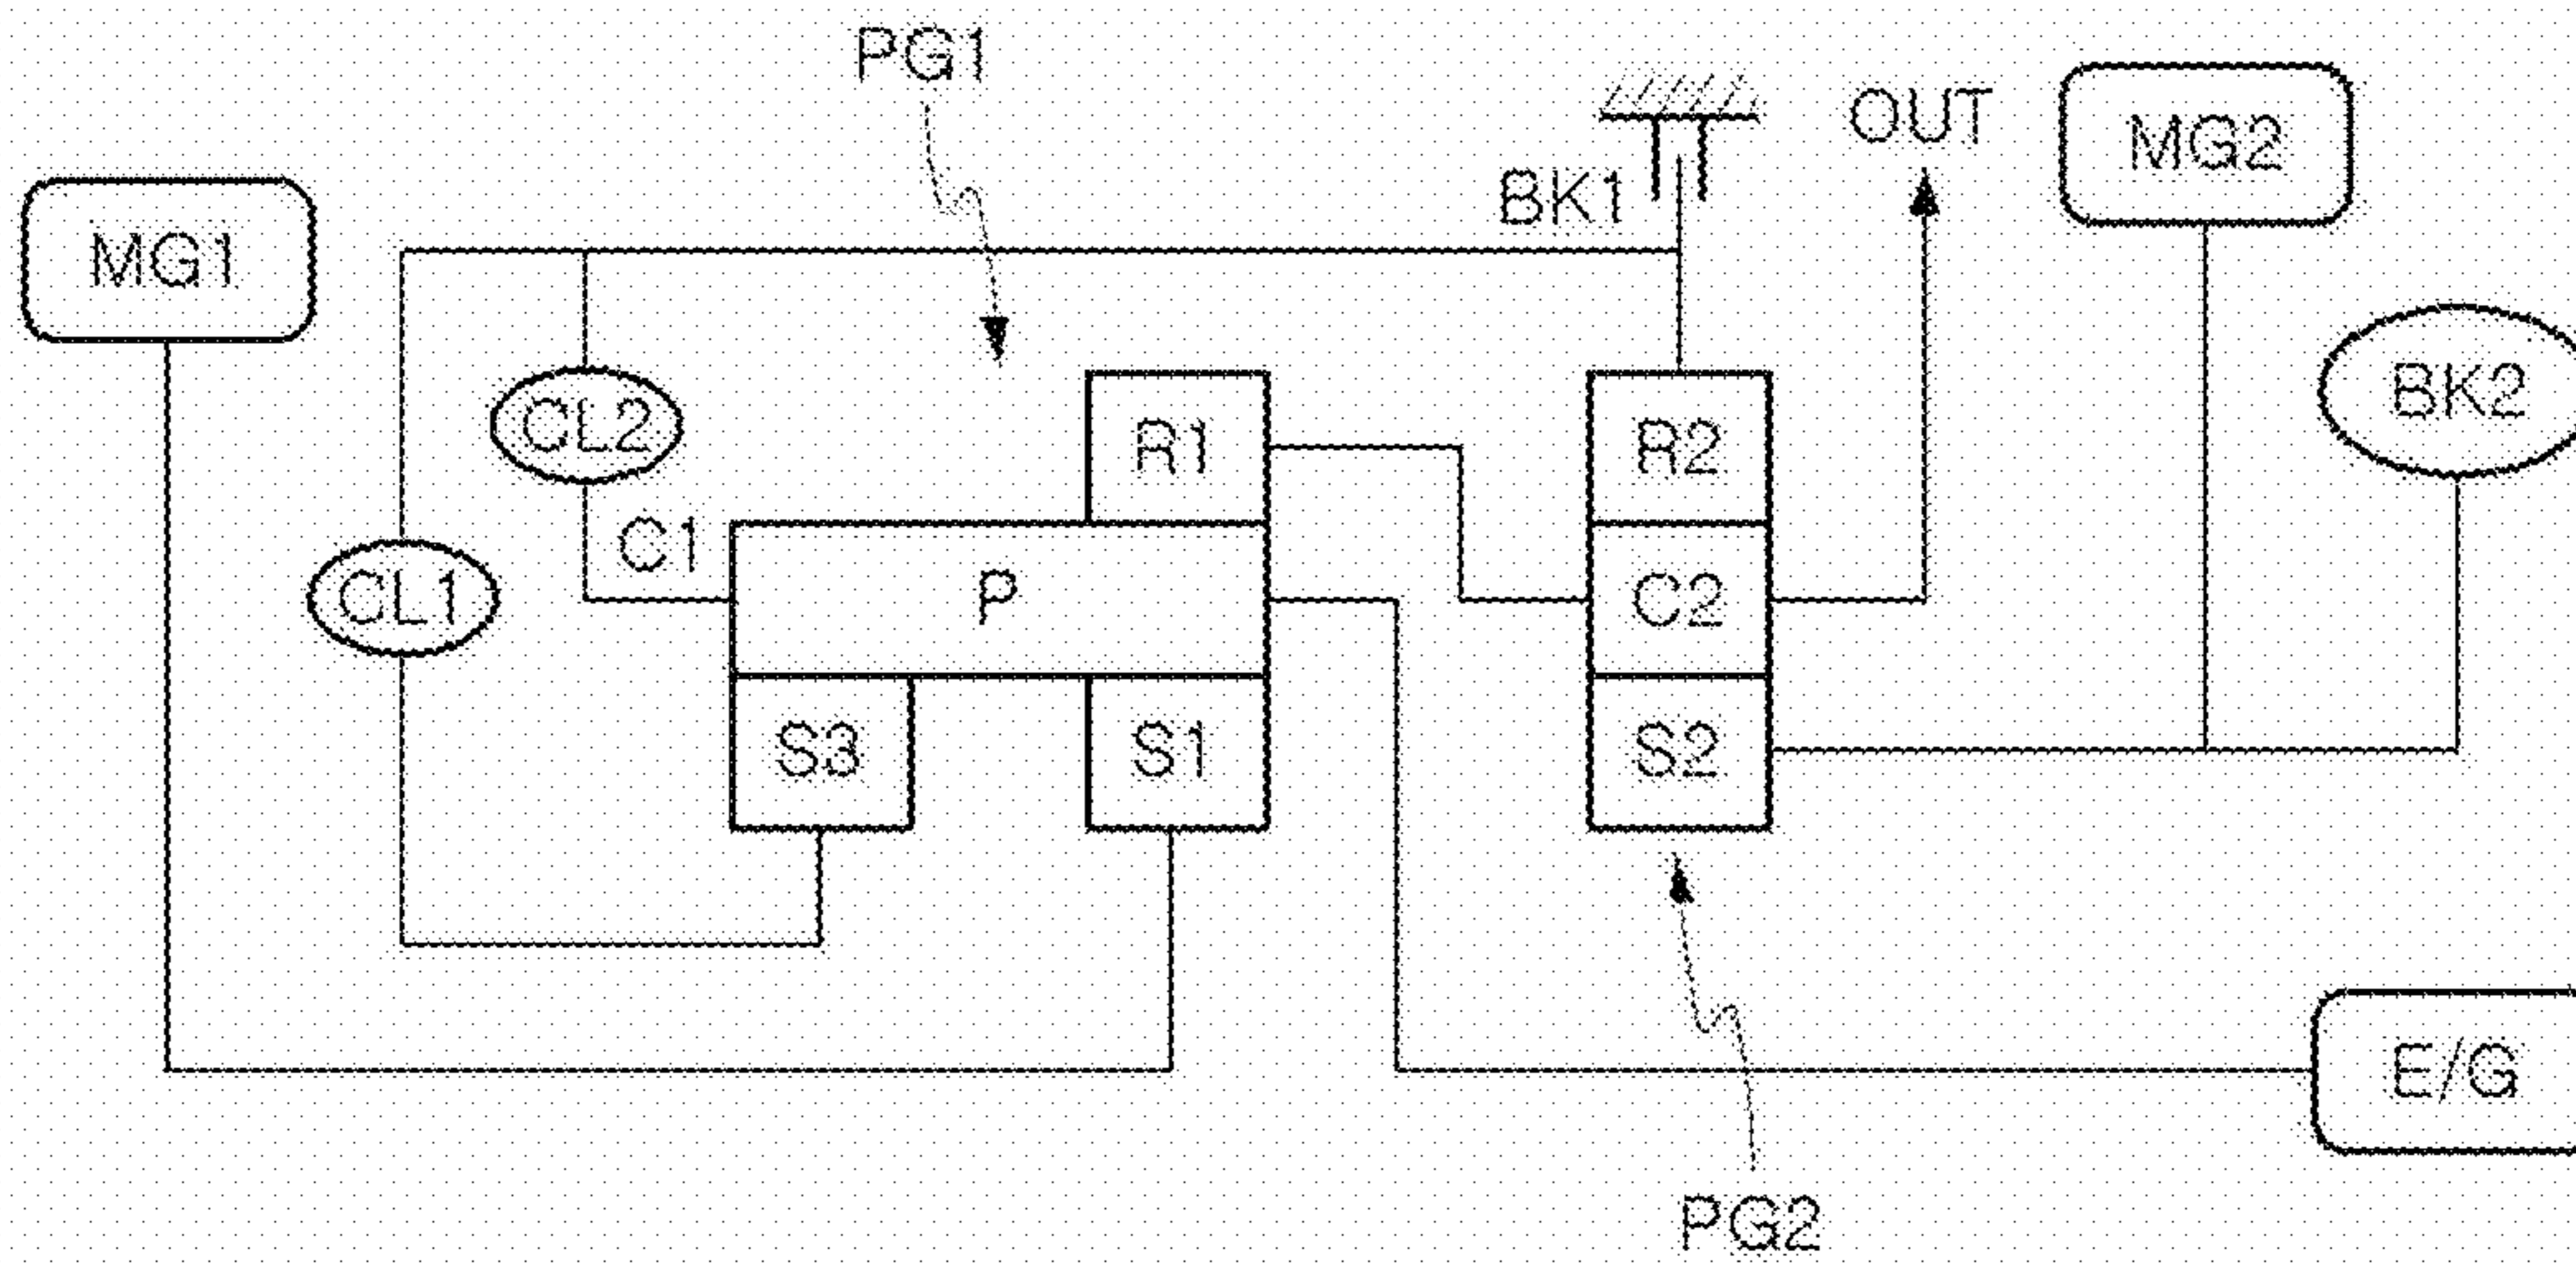 PG1
OUT
MG2
BK1
MG1
BK2
CL2
R1
R2
C1
CL1
P
C2
S3
S1
S2
E/G
PG2